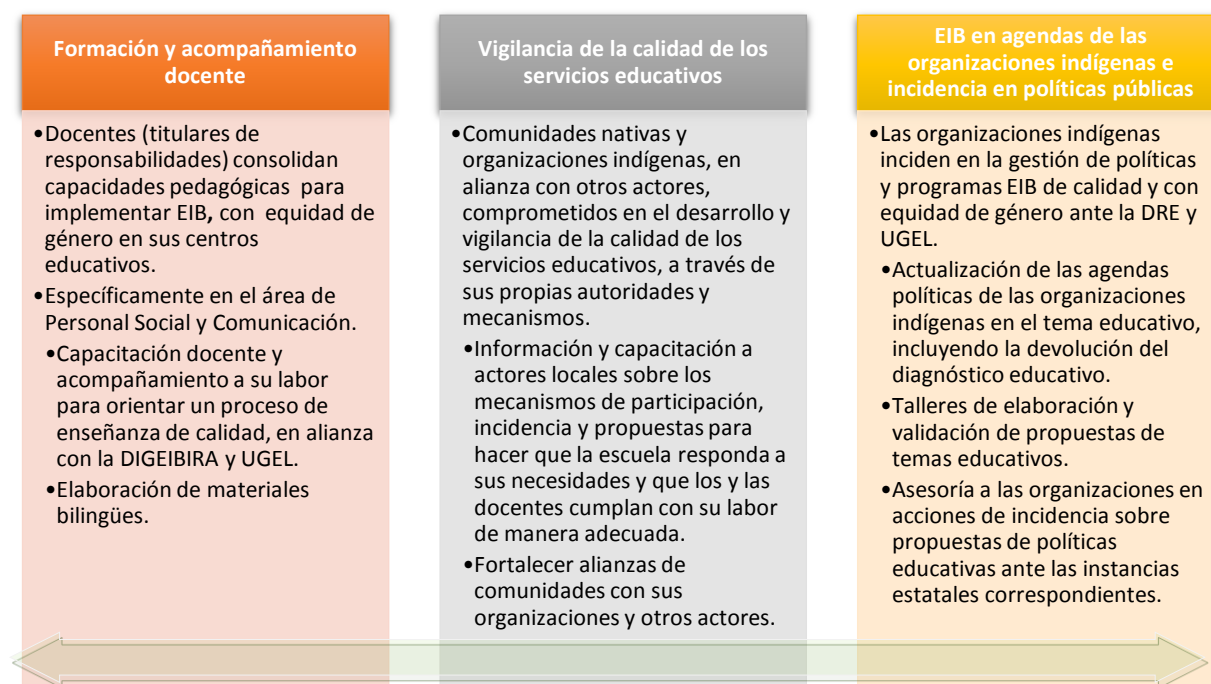 Formación y acompañamiento
docente
•Docentes (titulares de
responsabilidades) consolidan
capacidades pedagógicas para
implementar EIB, con equidad de
género en sus centros
educativos.
•Específicamente en el área de
Personal Social y Comunicación.
•Capacitación docente y
acompañamiento a su labor
para orientar un proceso de
enseñanza de calidad, en alianza
con la DIGEIBIRA y UGEL.
•Elaboración de materiales
bilingües.
Vigilancia de la calidad de los
servicios educativos
•Comunidades nativas y
organizaciones indígenas, en
alianza con otros actores,
comprometidos en el desarrollo y
vigilancia de la calidad de los
servicios educativos, a través de
sus propias autoridades y
mecanismos.
•Información y capacitación a
actores locales sobre los
mecanismos de participación,
incidencia y propuestas para
hacer que la escuela responda a
sus necesidades y que los y las
docentes cumplan con su labor
de manera adecuada.
•Fortalecer alianzas de
comunidades con sus
organizaciones y otros actores.
EIB en agendas de las
organizaciones indígenas e
incidencia en políticas públicas
•Las organizaciones indígenas
inciden en la gestión de políticas
y programas EIB de calidad y con
equidad de género ante la DRE y
UGEL.
•Actualización de las agendas
políticas de las organizaciones
indígenas en el tema educativo,
incluyendo la devolución del
diagnóstico educativo.
•Talleres de elaboración y
validación de propuestas de
temas educativos.
•Asesoría a las organizaciones en
acciones de incidencia sobre
propuestas de políticas
educativas ante las instancias
estatales correspondientes.